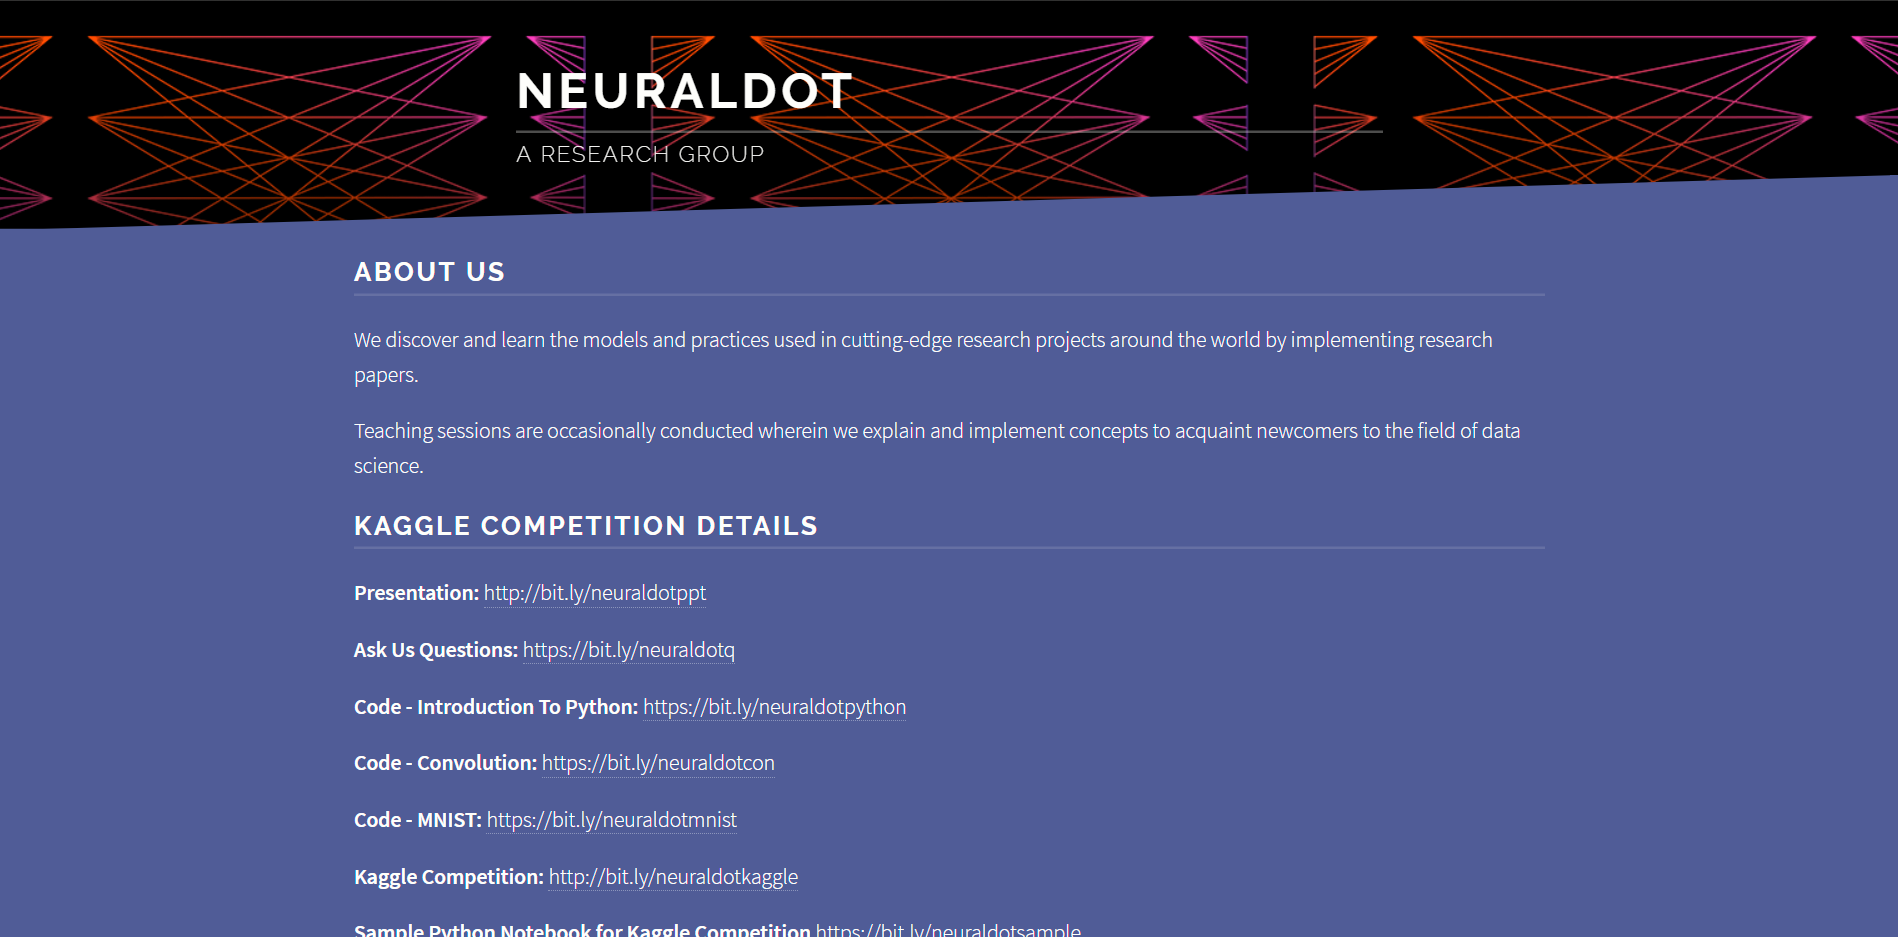 NEURALDOT
A RESEARCH GROUP
ABOUT US
We discover and learn the models and practices used in cutting-edge research projects around the world by implementing research
papers.
Teaching sessions are occasionally conducted wherein we explain and implement concepts to acquaint newcomers to the field of data
science.
KAGGLE COMPETITION DETAILS
Presentation: http://bit.ly/neuraldotppt
Ask Us Questions: https://bit.ly/neuraldotq
Code - Introduction To Python: https://bit.ly/neuraldotpython
Code - Convolution: https://bit.ly/neuraldotcon
Code - MNIST: https://bit.ly/neuraldotmnist
Kaggle Competition: http://bit.ly/neuraldotkaggle
Sample Python Notebook for Kaggle Competition https://bit.ly/neuraldotsample